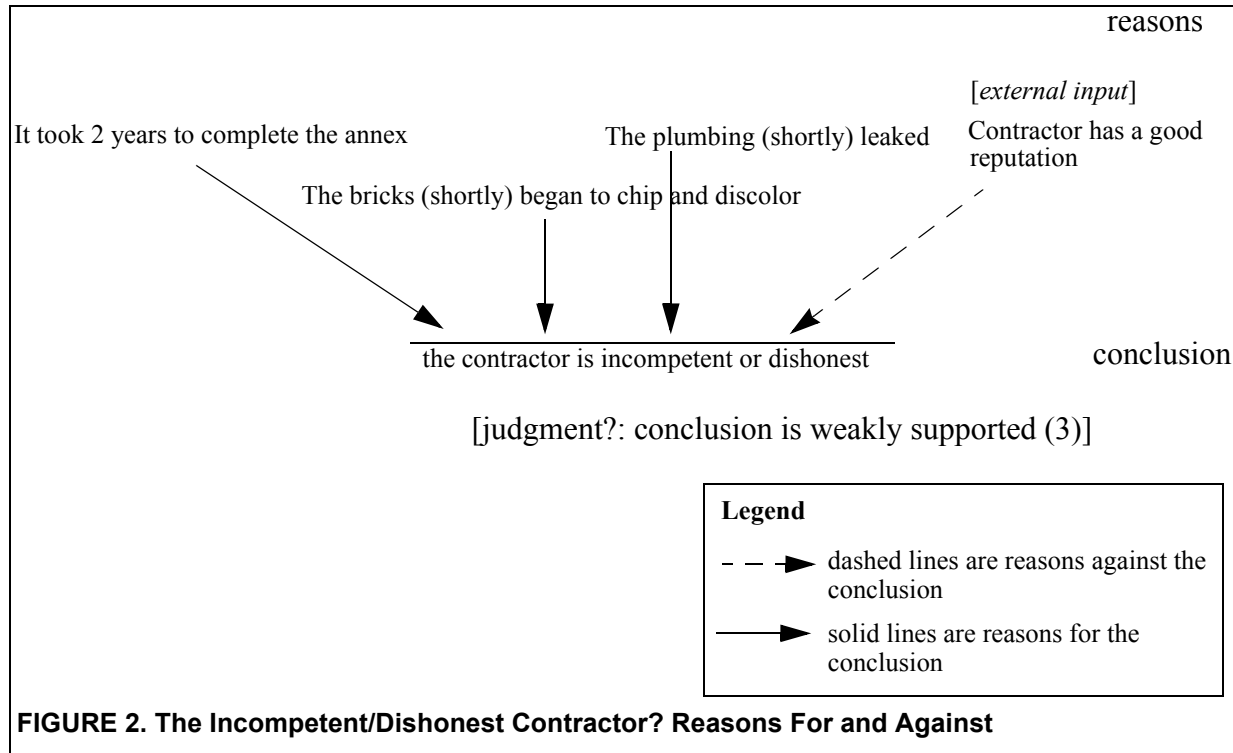 reasons
[external input]
It took 2 years to complete the annex
The plumbing (shortly) leaked
Contractor has a good
reputation
The bricks (shortly) began to chip and discolor
the contractor is incompetent or dishonest
conclusion
[judgment?: conclusion is weakly supported (3)]
Legend
dashed lines are reasons against the
conclusion
solid lines are reasons for the
conclusion
FIGURE 2. The Incompetent/Dishonest Contractor? Reasons For and Against